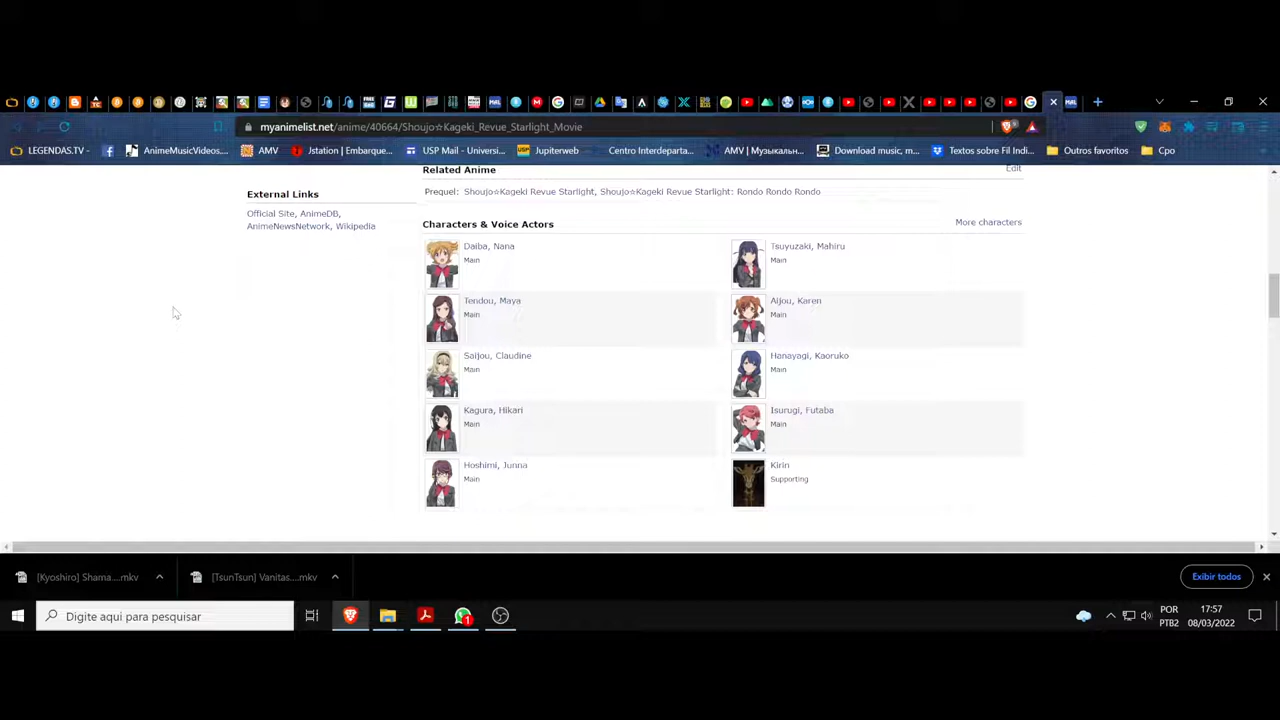 myanimelist.net/anime/40664/Shoujo☆Kageki_Revue_Starlight_Movie
LEGENDAS.TV -
AnimeMusicVideos...
AMV
Jstation | Embarque...
USP Mail - Universi...
Jupiterweb
Centro Interdeparta...
AMV | Музыкальн...
Download music, m...
Textos sobre Fil Indi...
Outros favoritos
Cpo
Related Anime
Edit
External Links
Prequel: Shoujo☆Kageki Revue Starlight, Shoujo☆Kageki Revue Starlight: Rondo Rondo Rondo
Official Site, AnimeDB,
AnimeNewsNetwork, Wikipedia
Characters & Voice Actors
More characters
Daiba, Nana
Main
Tsuyuzaki, Mahiru
Main
Tendou, Maya
Main
Aijou, Karen
Main
Saijou, Claudine
Main
Hanayagi, Kaoruko
Main
Kagura, Hikari
Main
Isurugi, Futaba
Main
Hoshimi, Junna
Main
Kirin
Supporting
[Kyoshiro] Shama....mkv
[TsunTsun] Vanitas....mkv
Exibir todos
Digite aqui para pesquisar
1
POR
PTB2
17:57
08/03/2022